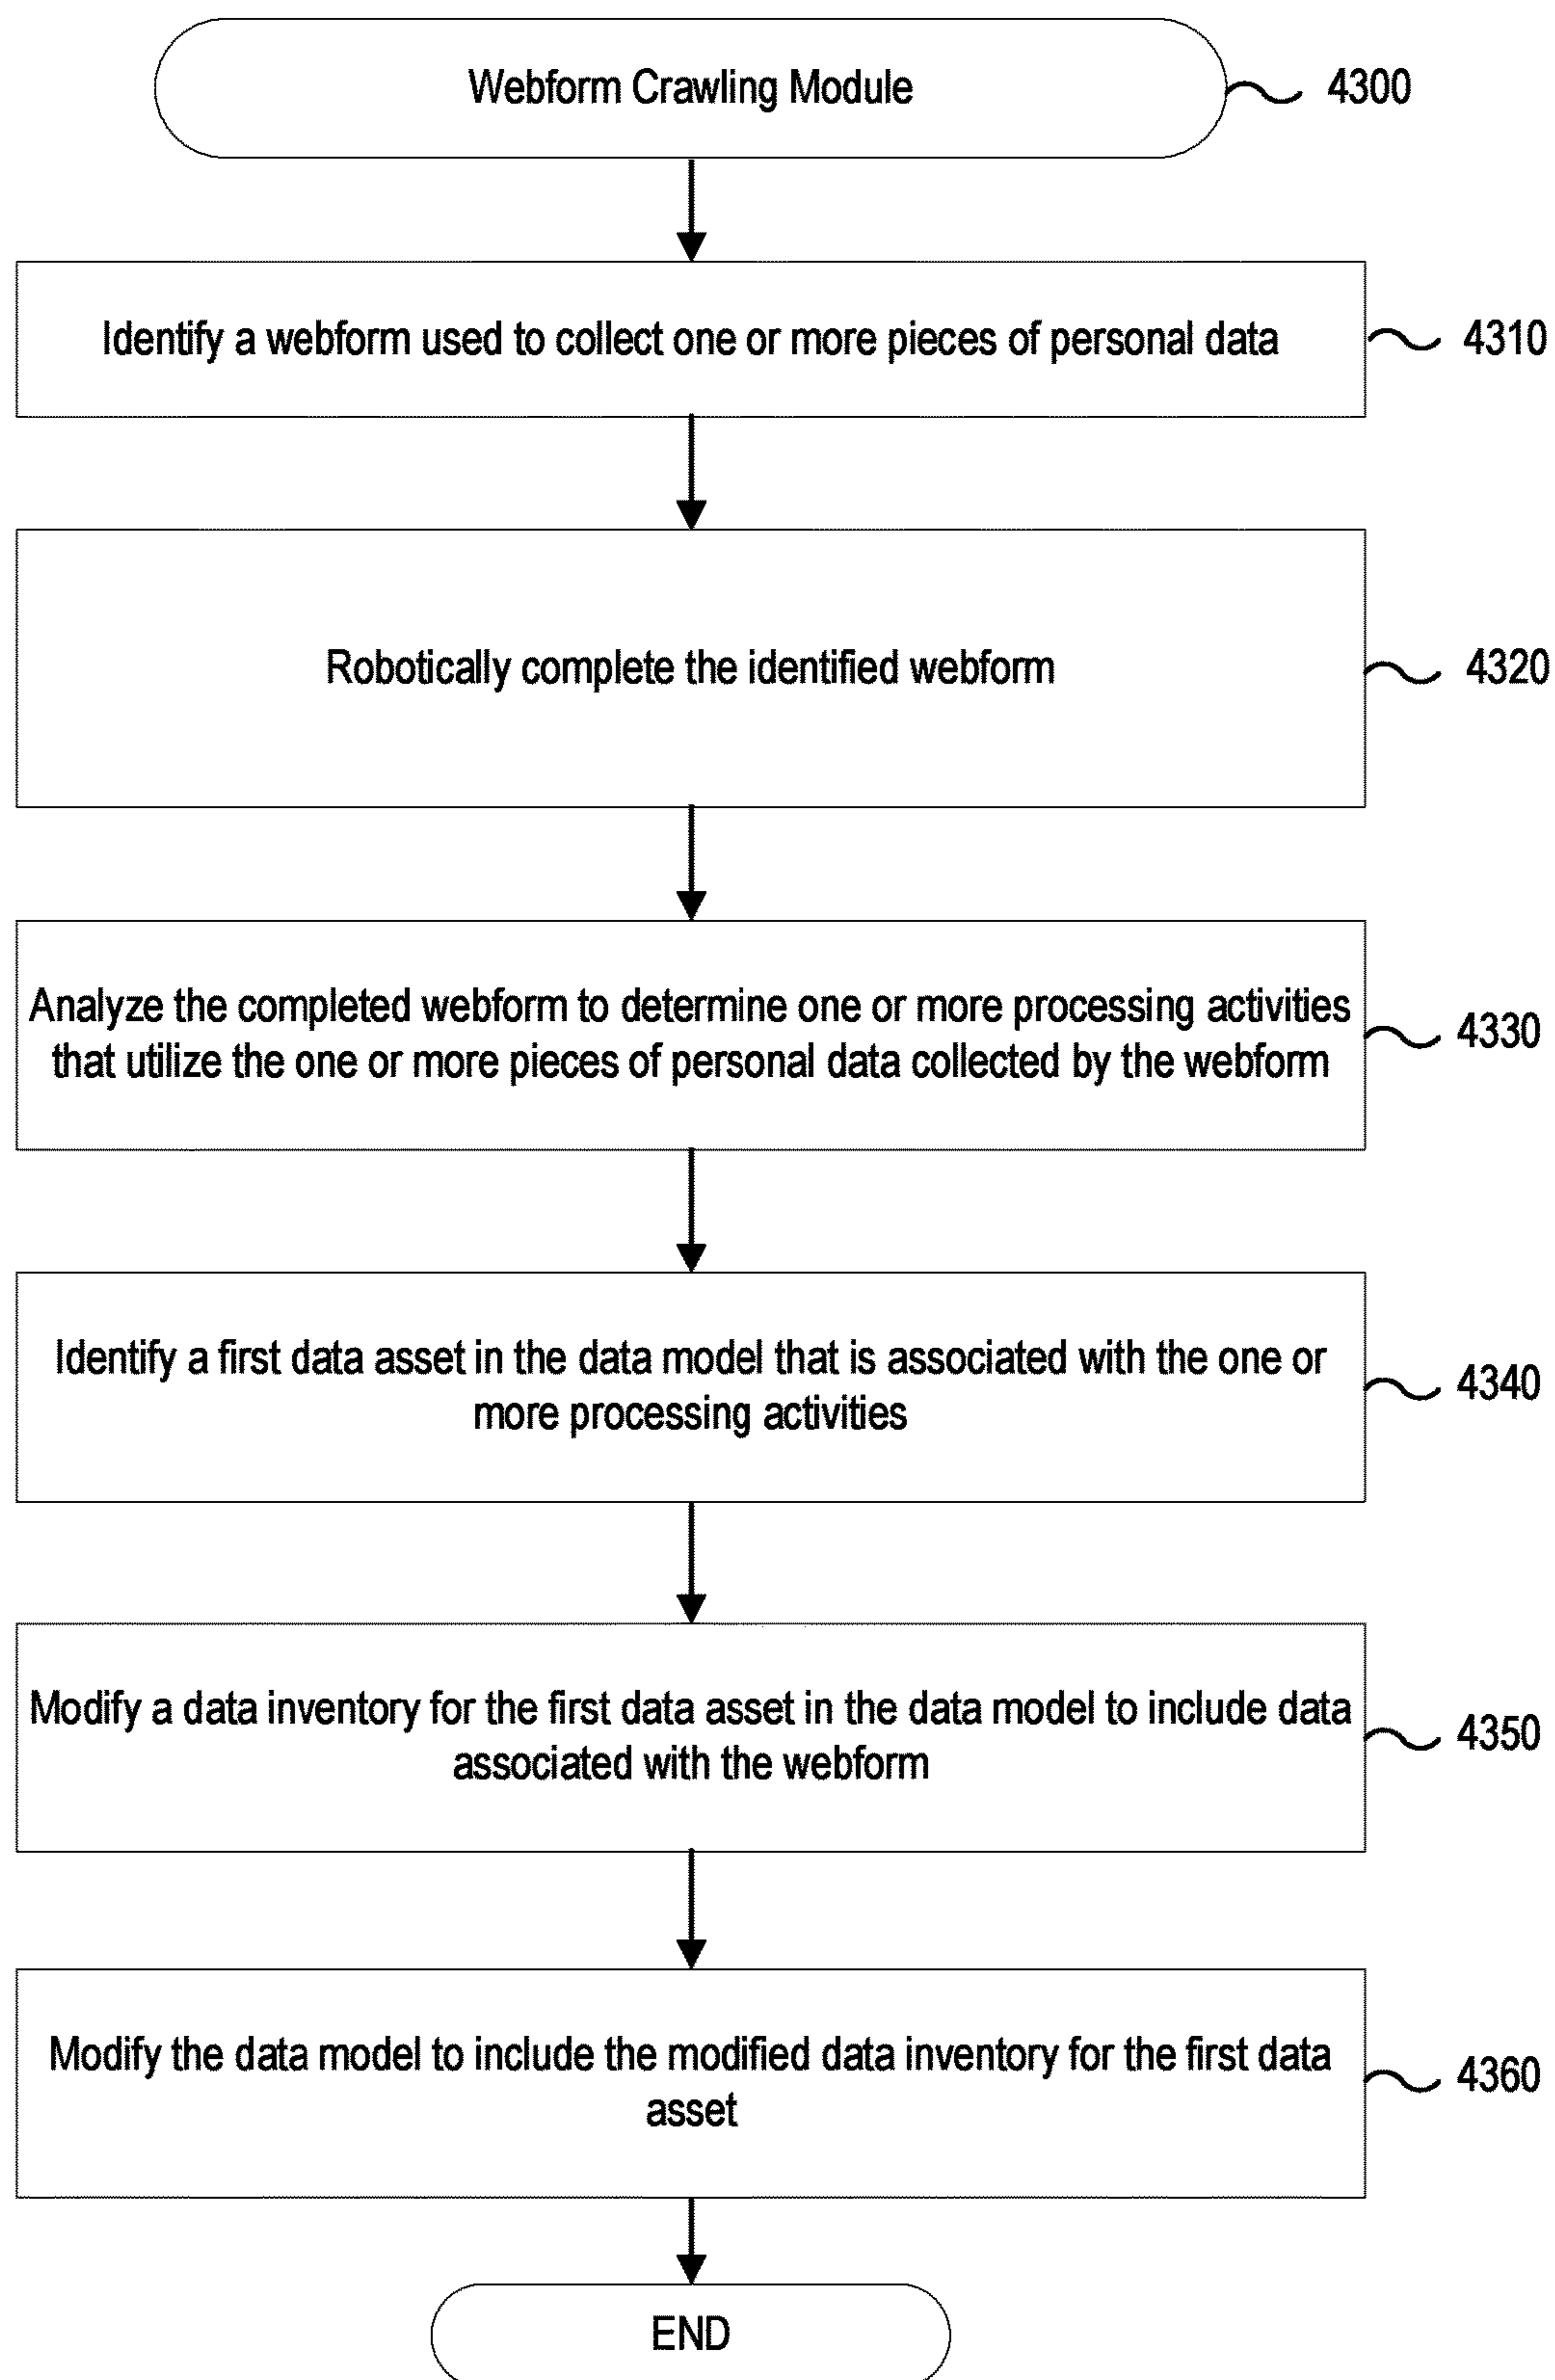 Webform Crawling Module
4300
Identify a webform used to collect one or more pieces of personal data
4310
Robotically complete the identified webform
4320
Analyze the completed webform to determine one or more processing activities
that utilize the one or more pieces of personal data collected by the webform
4330
Identify a first data asset in the data model that is associated with the one or
more processing activities
4340
Modify a data inventory for the first data asset in the data model to include data
associated with the webform
4350
Modify the data model to include the modified data inventory for the first data
asset
4360
END